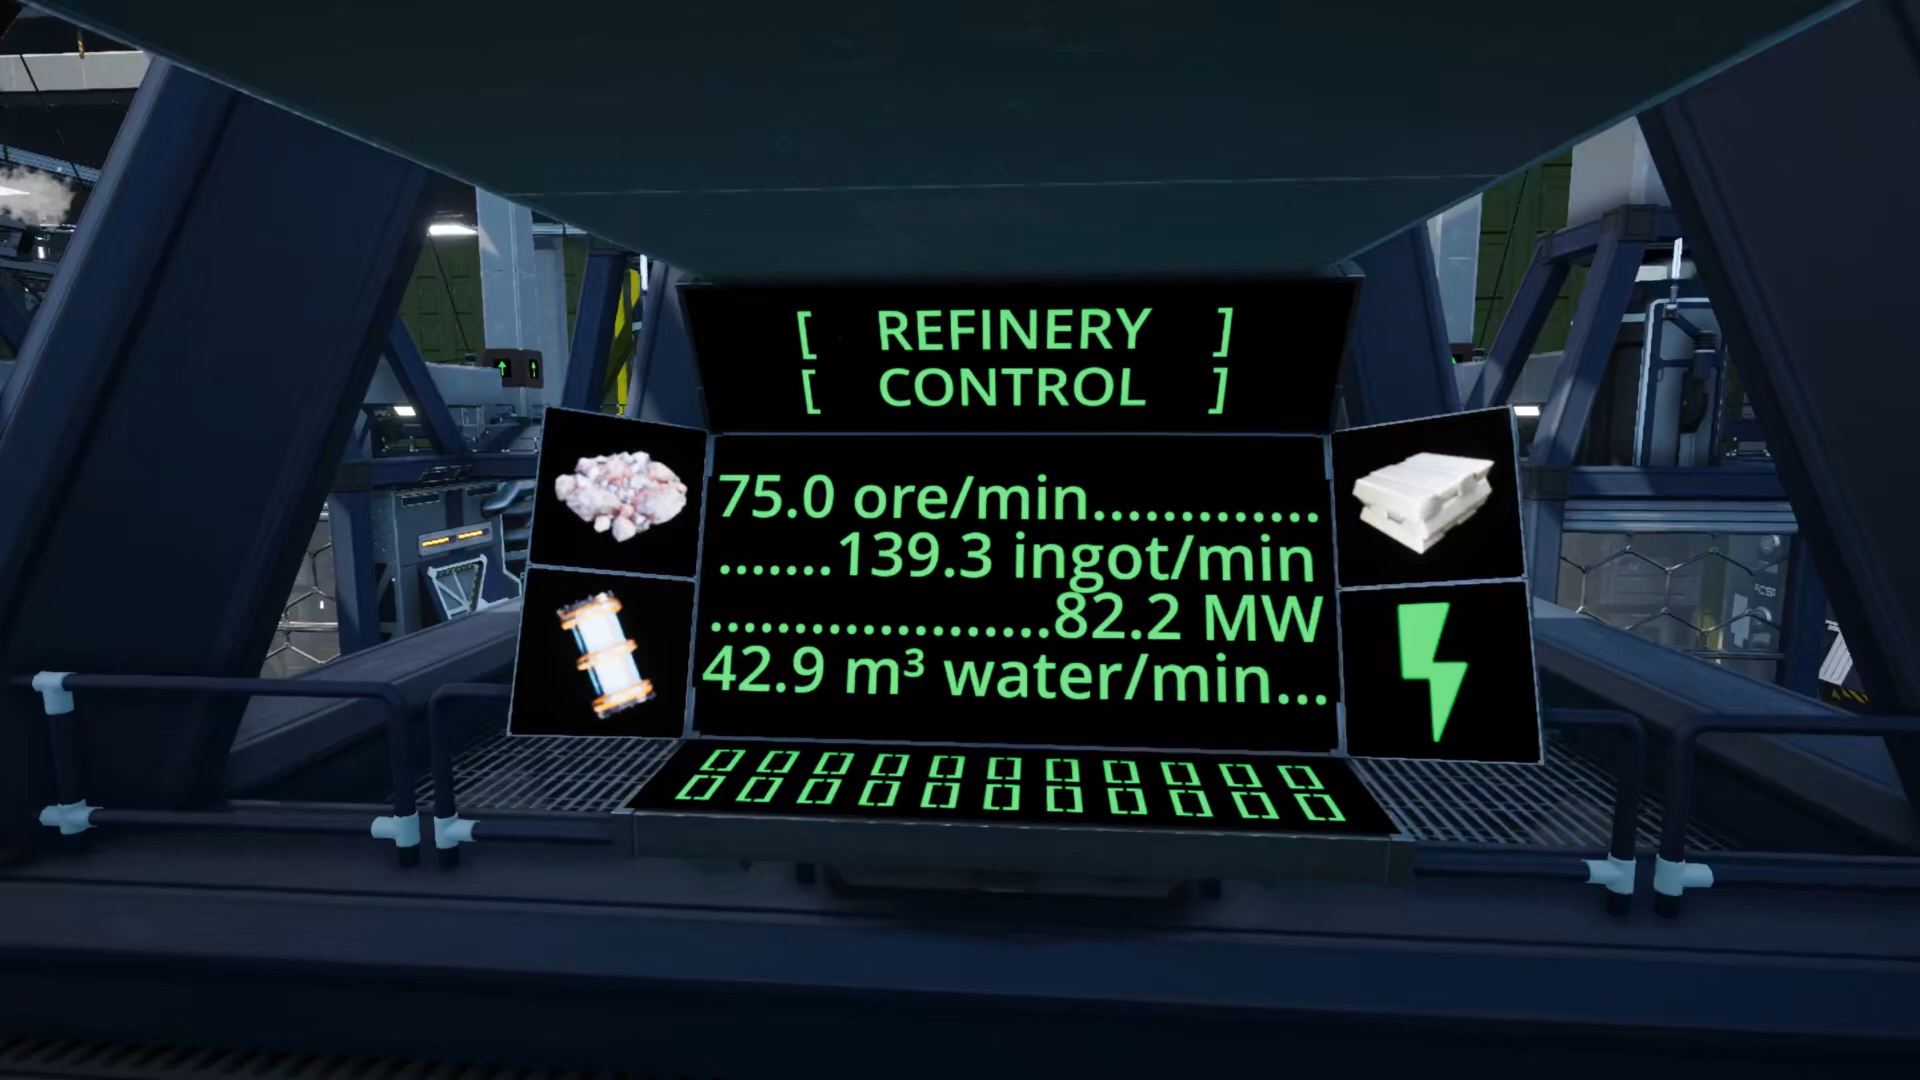 [ REFINERY ]
[ CONTROL ]
75.0 ore/min.............
.......139.3 ingot/min
....................82.2 MW
42.9 m³ water/min...
[] [] [] [] [] [] [] [] [] [] []
[] [] [] [] [] [] [] [] [] [] []